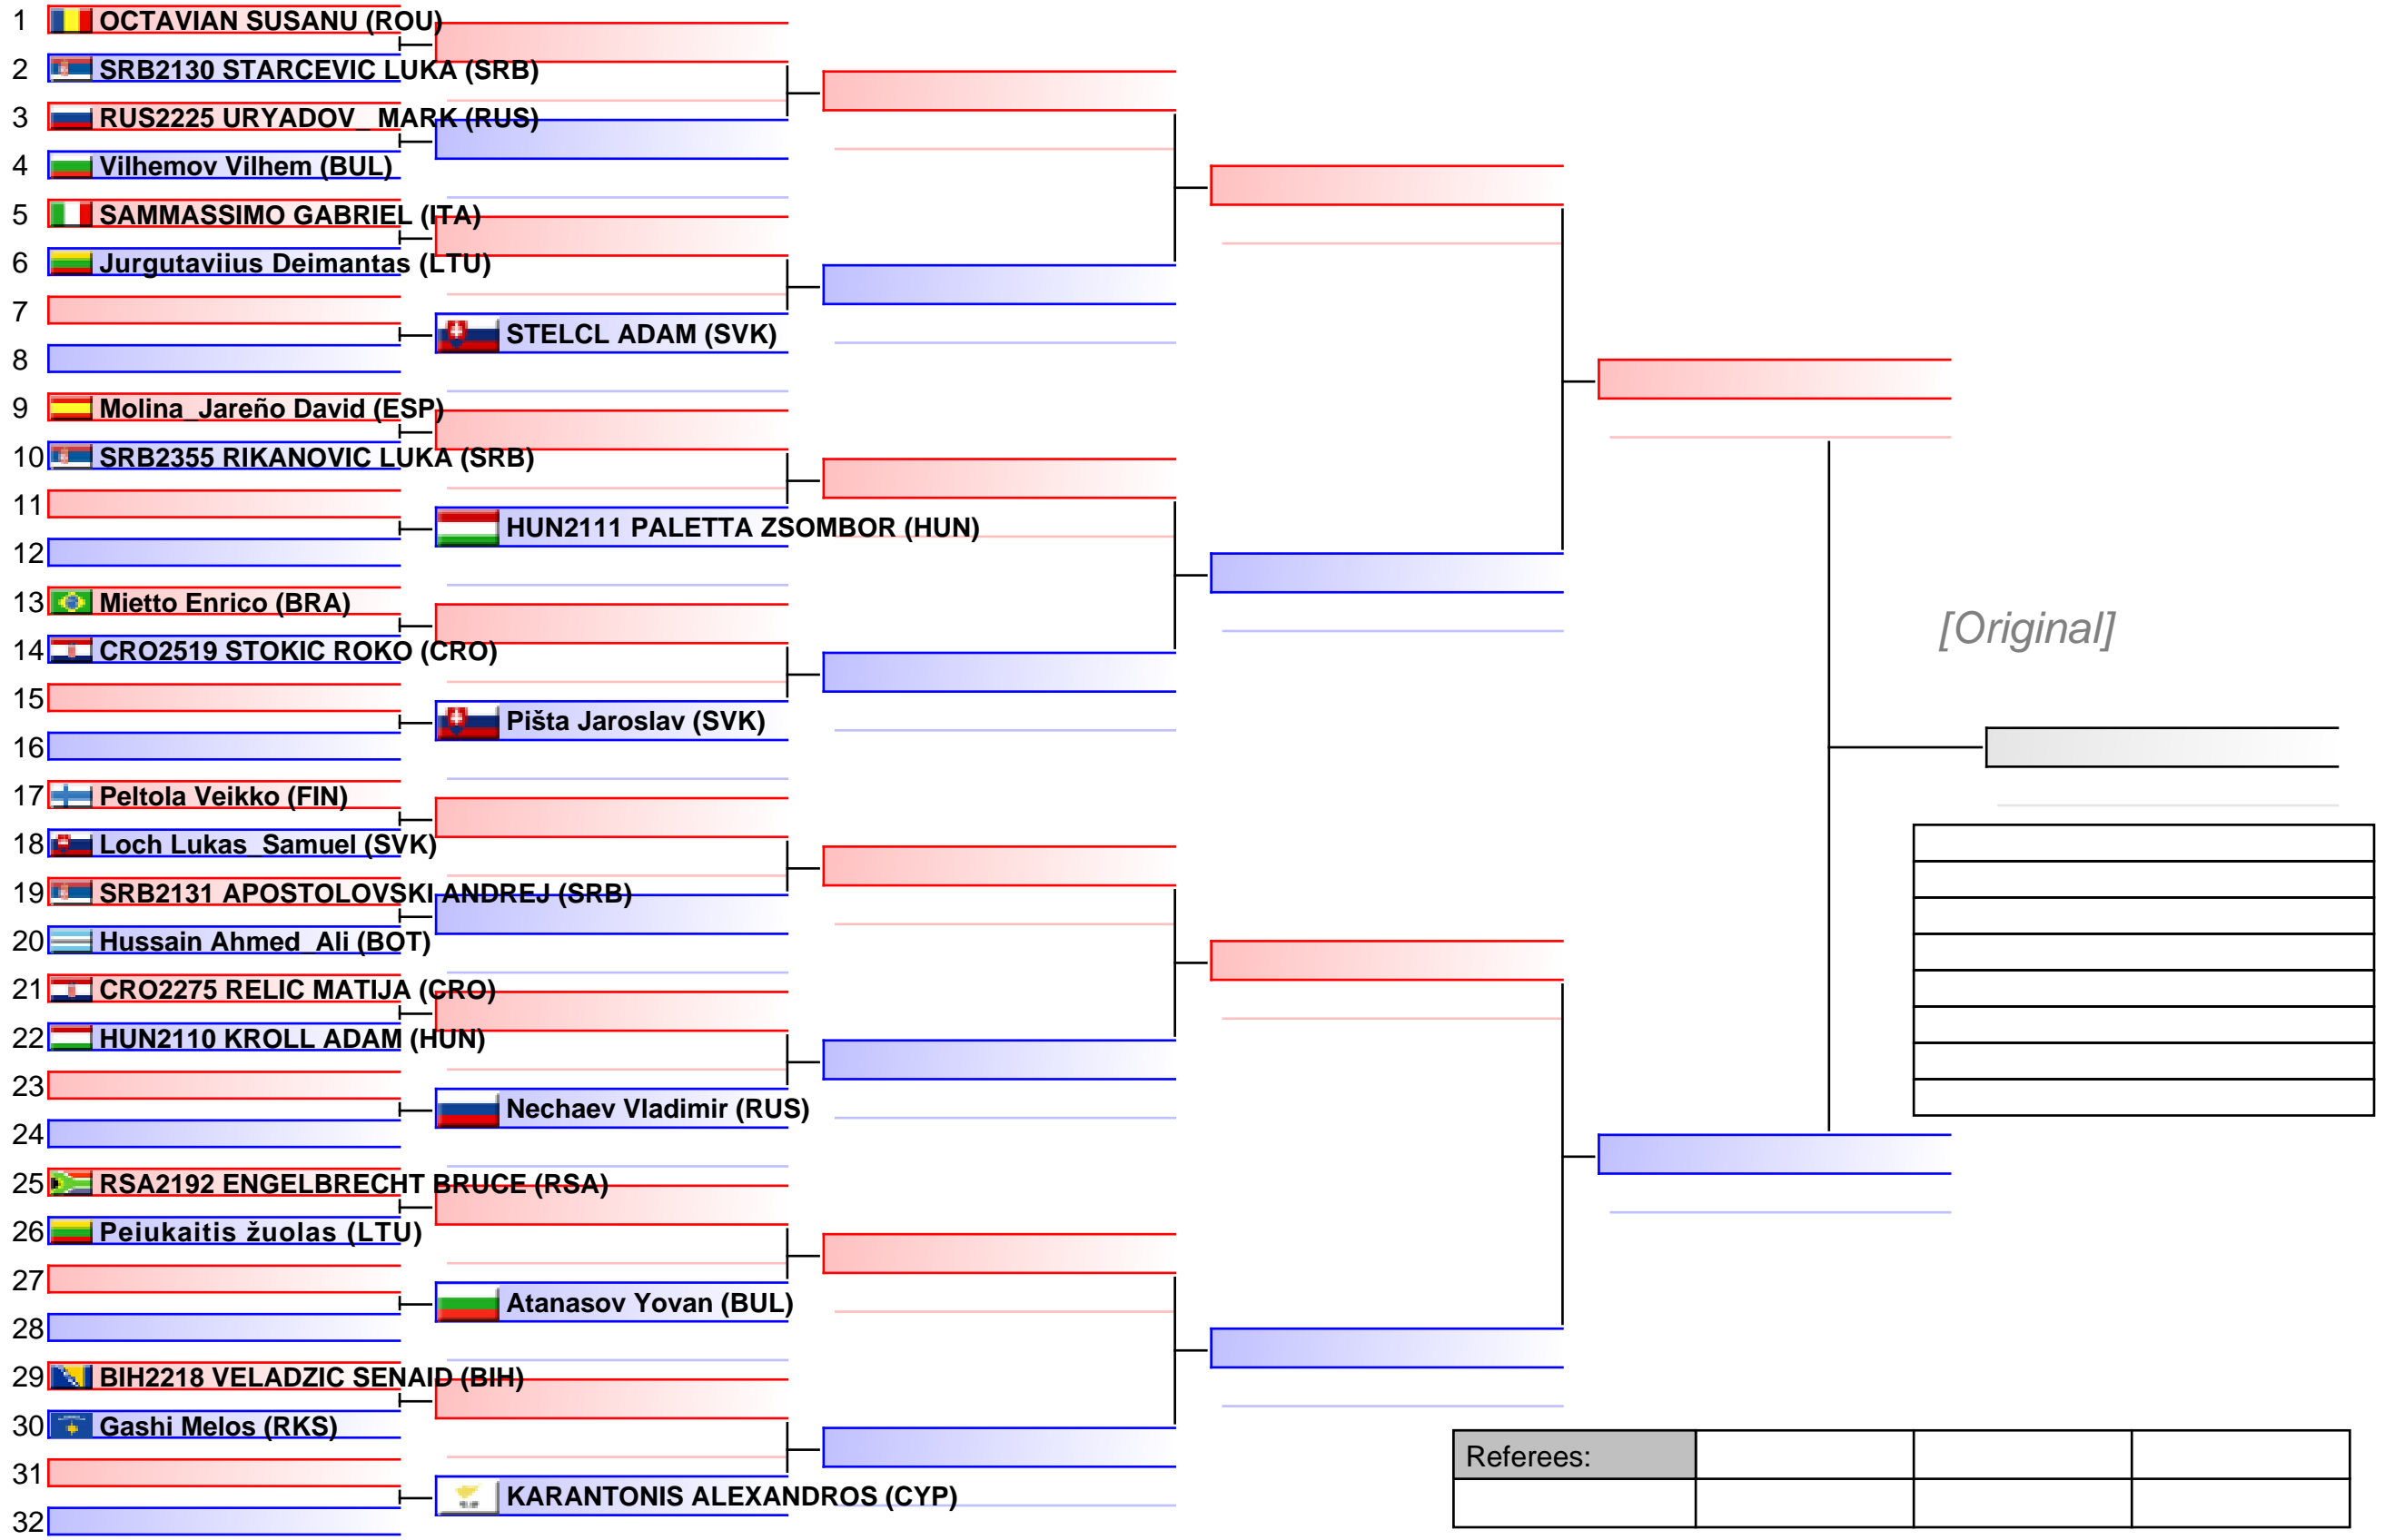 1 OCTAVIAN SUSANU (ROU)
2 SRB2130 STARCEVIC LUKA (SRB)
3 RUS2225 URYADOV_ MARK (RUS)
4 Vilhemov Vilhem (BUL)
5 SAMMASSIMO GABRIEL (ITA)
6 Jurgutaviius Deimantas (LTU)
7
STELCL ADAM (SVK)
8
9 Molina_Jareño David (ESP)
10 SRB2355 RIKANOVIC LUKA (SRB)
11
HUN2111 PALETTA ZSOMBOR (HUN)
12
13 Mietto Enrico (BRA)
[Original]
14 CRO2519 STOKIC ROKO (CRO)
15
Pišta Jaroslav (SVK)
16
17 Peltola Veikko (FIN)
18 Loch Lukas_Samuel (SVK)
19 SRB2131 APOSTOLOVSKI ANDREJ (SRB)
20 Hussain Ahmed_Ali (BOT)
21 CRO2275 RELIC MATIJA (CRO)
22 HUN2110 KROLL ADAM (HUN)
23
Nechaev Vladimir (RUS)
24
25 RSA2192 ENGELBRECHT BRUCE (RSA)
26 Peiukaitis žuolas (LTU)
27
Atanasov Yovan (BUL)
28
29 BIH2218 VELADZIC SENAID (BIH)
30 Gashi Melos (RKS)
Referees:
31
KARANTONIS ALEXANDROS (CYP)
32